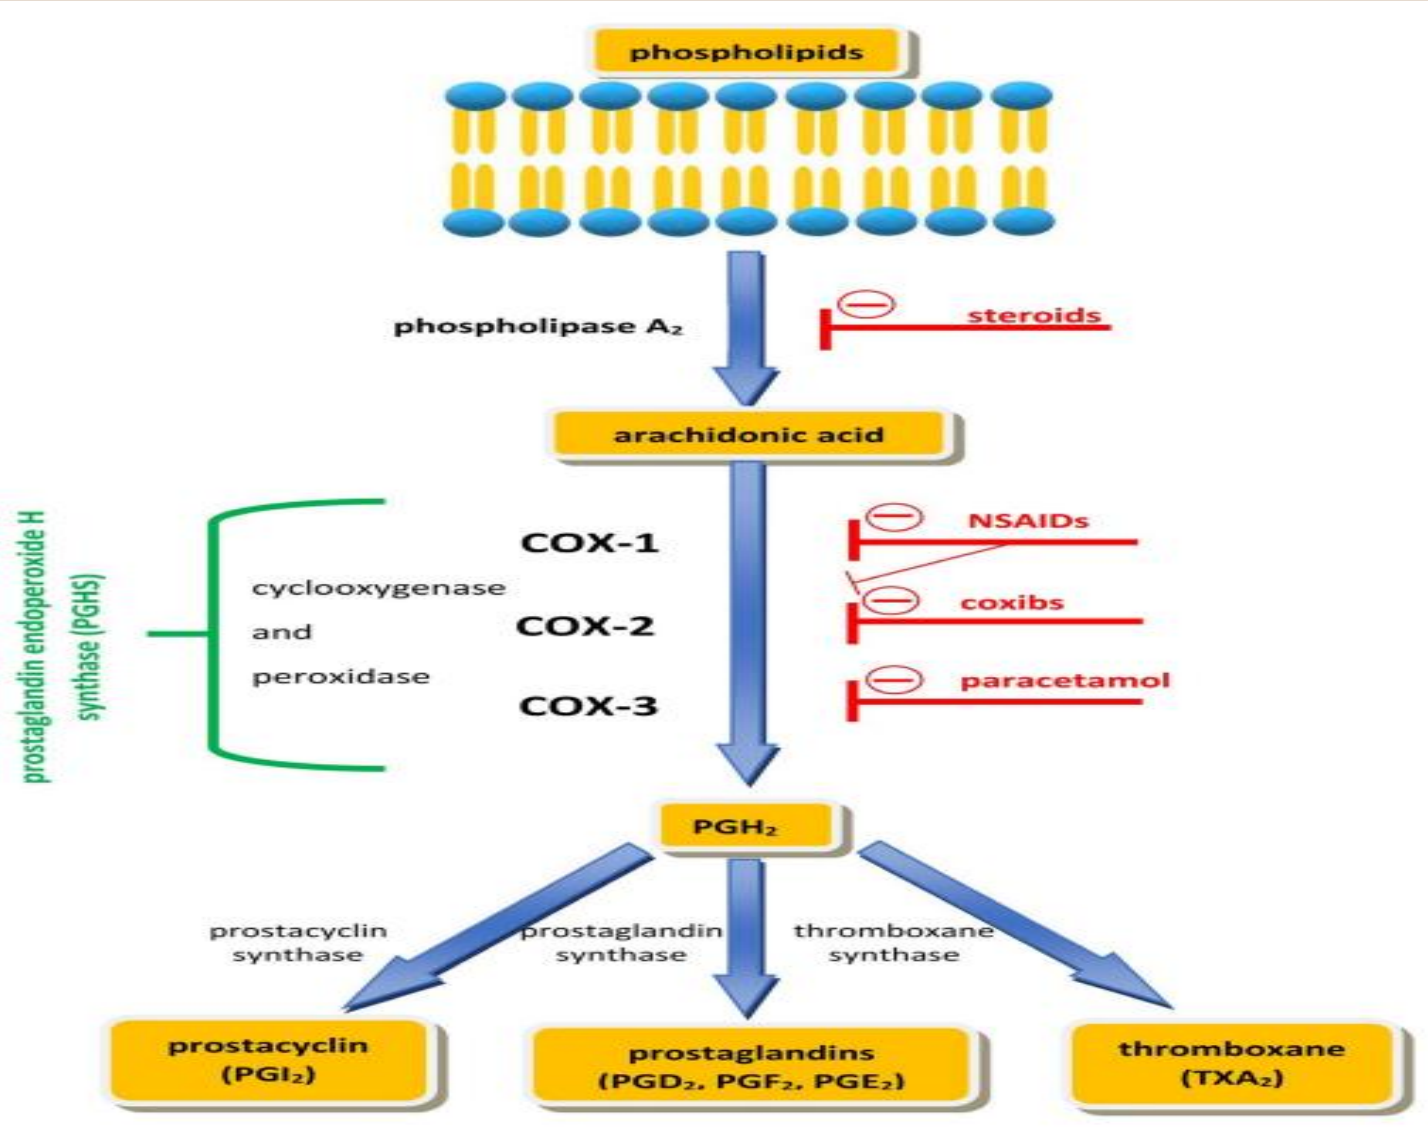 phospholipids
phospholipase A₂
steroids
arachidonic acid
prostaglandin endoperoxide H
synthase (PGHS)
COX-1
NSAIDs
cyclooxygenase
and
peroxidase
COX-2
coxibs
COX-3
paracetamol
PGH₂
prostacyclin
synthase
prostaglandin
synthase
thromboxane
synthase
prostacyclin
(PGI₂)
prostaglandins
(PGD₂, PGF₂, PGE₂)
thromboxane
(TXA₂)